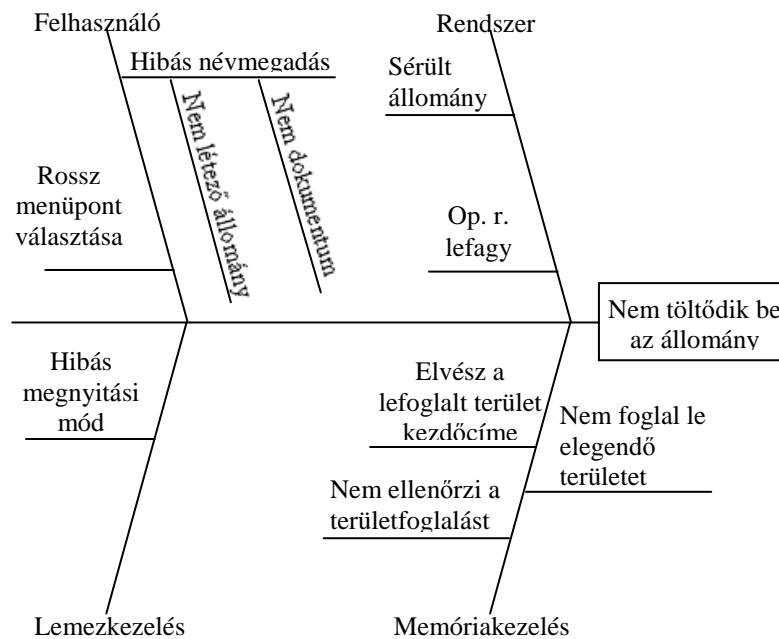 Felhasználó
Rendszer
Hibás névmegadás
Sérült
állomány
Nem létező állomány
Nem dokumentum
Rossz
menüpont
választása
Op. r.
lefagy
Nem töltődik be
az állomány
Hibás
megnyitási
mód
Elvész a
lefoglalt terület
kezdőcíme
Nem foglal le
elegendő
területet
Nem ellenőrzi a
területfoglalást
Lemezkezelés
Memóriakezelés